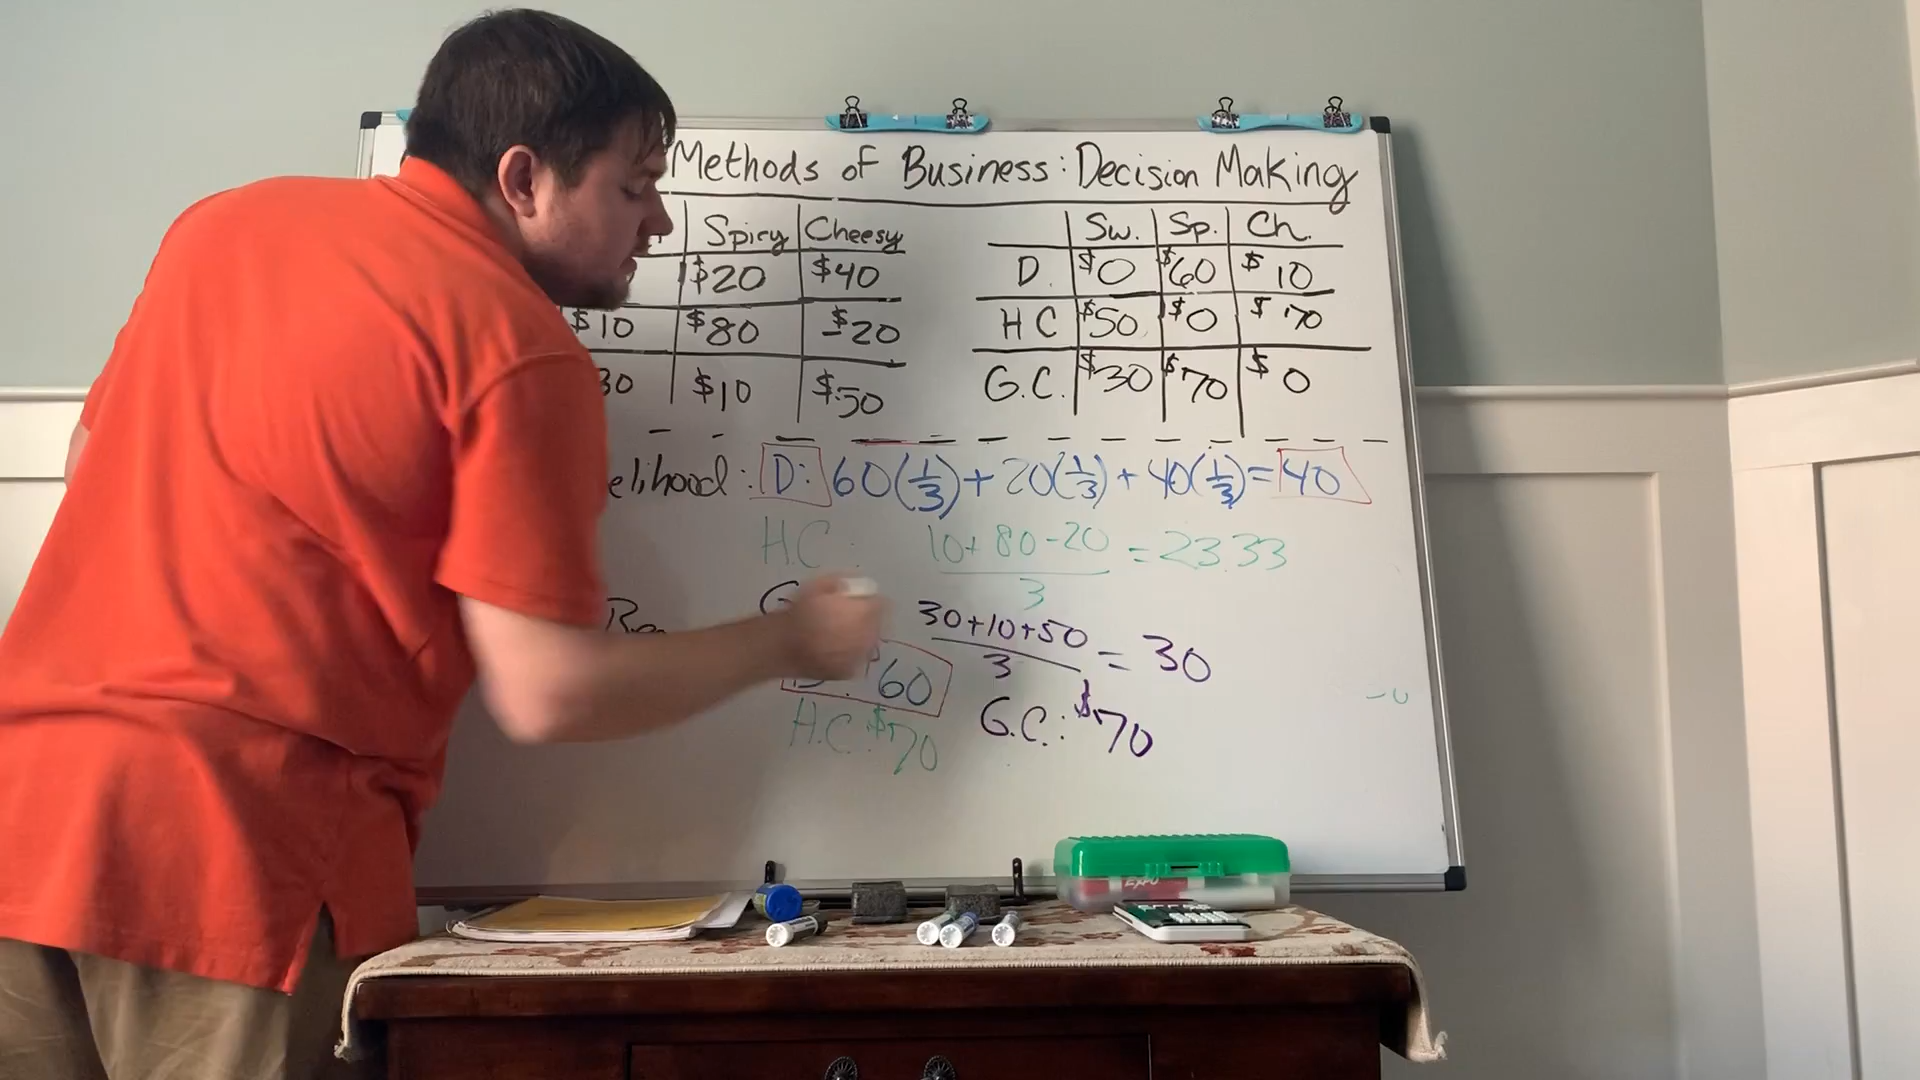 Methods of Business: Decision Making
Spicy Cheesy
$20 $40
$10 $80 -$20
30 $10 $50
Sw. Sp. Ch.
D. $0 $60 $10
HC $50 $0 $70
G.C. $30 $70 $0
elihood: D: 60(1/3)+20(1/3)+40(1/3)=40
H.C: 10+80-20/3 =23.33
G 30+10+50/3 = 30
$60
H.C: $70 G.C.: $70
EXPO